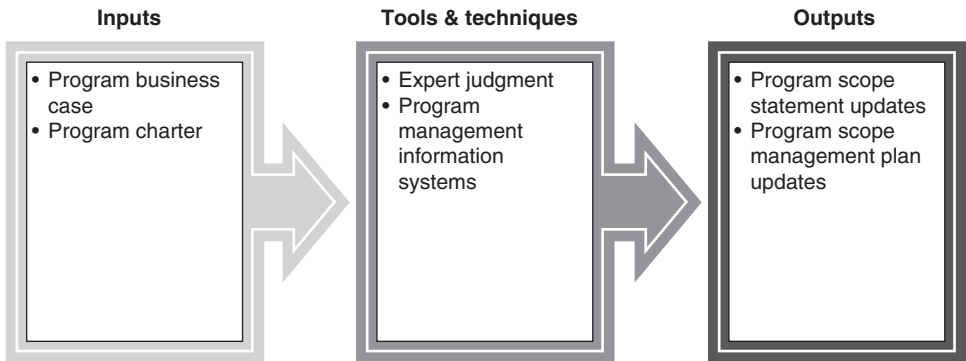 Inputs
Tools & techniques
Outputs
• Program business
case
• Program charter
• Expert judgment
• Program
management
information
systems
• Program scope
statement updates
• Program scope
management plan
updates